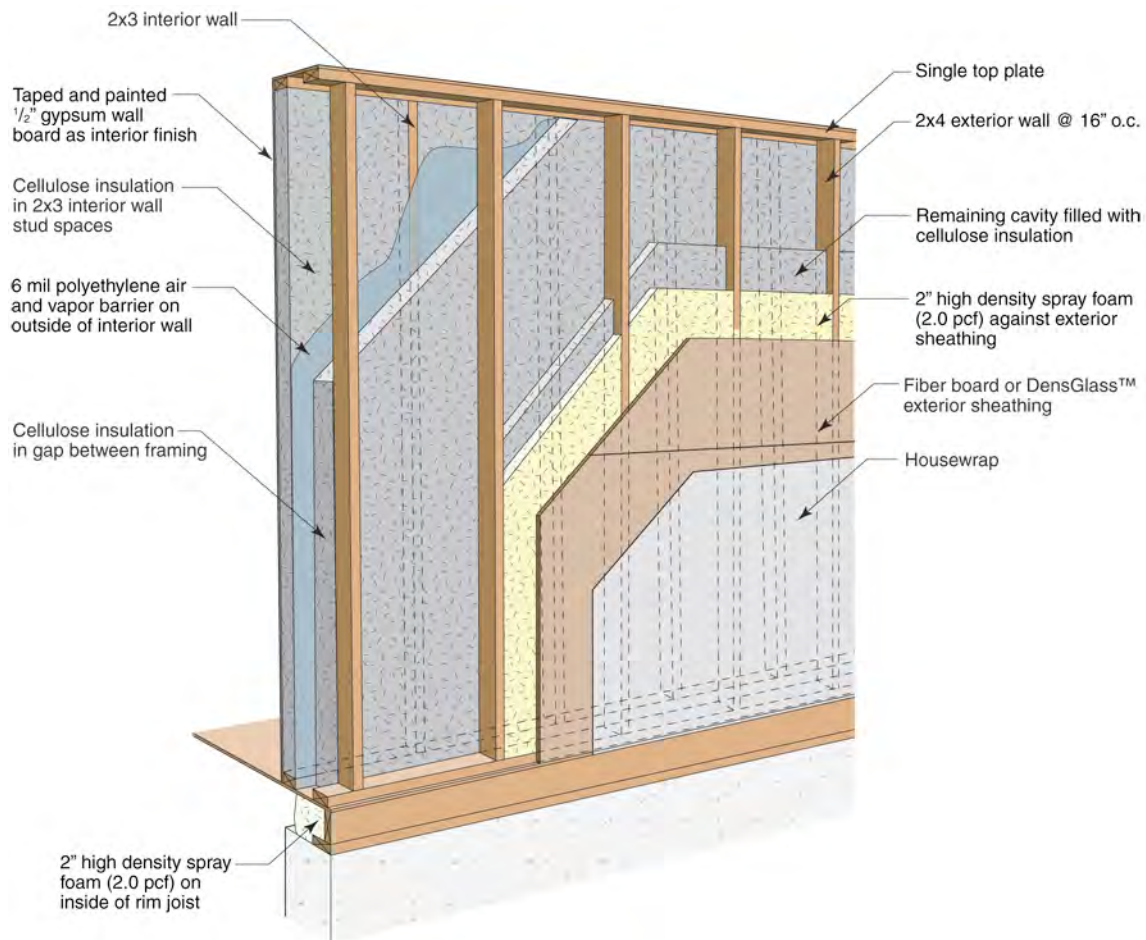 2x3 interior wall
Taped and painted
1/2” gypsum wall
board as interior finish
Cellulose insulation
in 2x3 interior wall
stud spaces
6 mil polyethylene air
and vapor barrier on
outside of interior wall
Cellulose insulation
in gap between framing
2” high density spray
foam (2.0 pcf) on
inside of rim joist
Single top plate
2x4 exterior wall @ 16” o.c.
Remaining cavity filled with
cellulose insulation
2” high density spray foam
(2.0 pcf) against exterior
sheathing
Fiber board or DensGlass™
exterior sheathing
Housewrap